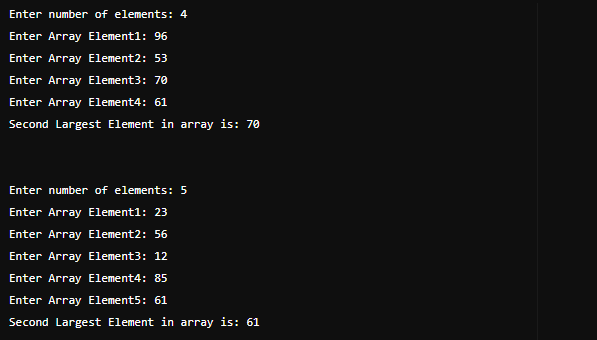 Enter number of elements: 4
Enter Array Element1: 96
Enter Array Element2: 53
Enter Array Element3: 70
Enter Array Element4: 61
Second Largest Element in array is: 70
Enter number of elements: 5
Enter Array Element1: 23
Enter Array Element2: 56
Enter Array Element3: 12
Enter Array Element4: 85
Enter Array Element5: 61
Second Largest Element in array is: 61